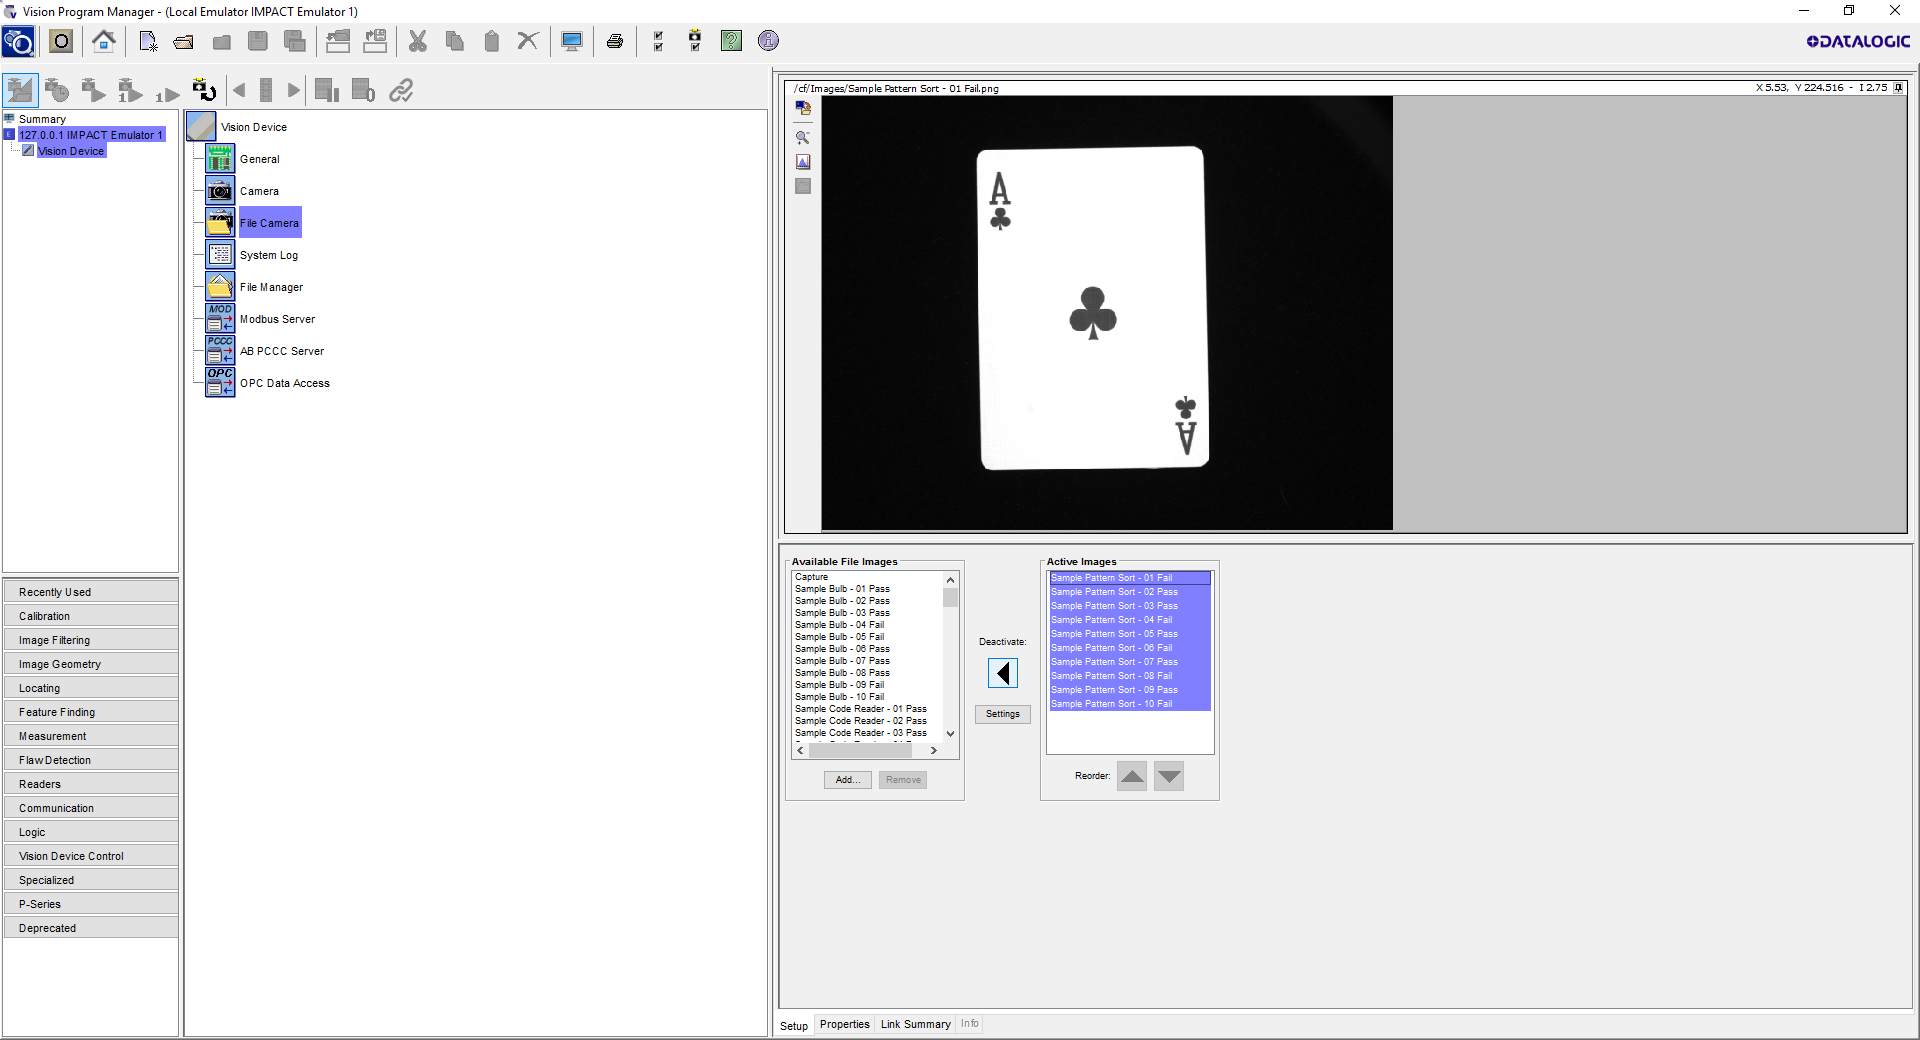 Vision Program Manager - (Local Emulator IMPACT Emulator 1)
DATALOGIC
Summary
127.0.0.1 IMPACT Emulator 1
Vision Device
Recently Used
Calibration
Image Filtering
Image Geometry
Locating
Feature Finding
Measurement
Flaw Detection
Readers
Communication
Logic
Vision Device Control
Specialized
P-Series
Deprecated
Vision Device
General
Camera
File Camera
System Log
File Manager
MOD
Modbus Server
PCCC
AB PCCC Server
OPC
OPC Data Access
/cf/Images/Sample Pattern Sort - 01 Fail.png
X 5.53, Y 224.516 - I 2.75
A
A
Available File Images
Capture
Sample Bulb - 01 Pass
Sample Bulb - 02 Pass
Sample Bulb - 03 Pass
Sample Bulb - 04 Fail
Sample Bulb - 05 Fail
Sample Bulb - 06 Pass
Sample Bulb - 07 Pass
Sample Bulb - 08 Pass
Sample Bulb - 09 Fail
Sample Bulb - 10 Fail
Sample Code Reader - 01 Pass
Sample Code Reader - 02 Pass
Sample Code Reader - 03 Pass
Add...
Remove
Deactivate:
Settings
Active Images
Sample Pattern Sort - 01 Fail
Sample Pattern Sort - 02 Pass
Sample Pattern Sort - 03 Pass
Sample Pattern Sort - 04 Fail
Sample Pattern Sort - 05 Pass
Sample Pattern Sort - 06 Fail
Sample Pattern Sort - 07 Pass
Sample Pattern Sort - 08 Fail
Sample Pattern Sort - 09 Pass
Sample Pattern Sort - 10 Fail
Reorder:
Setup
Properties
Link Summary
Info